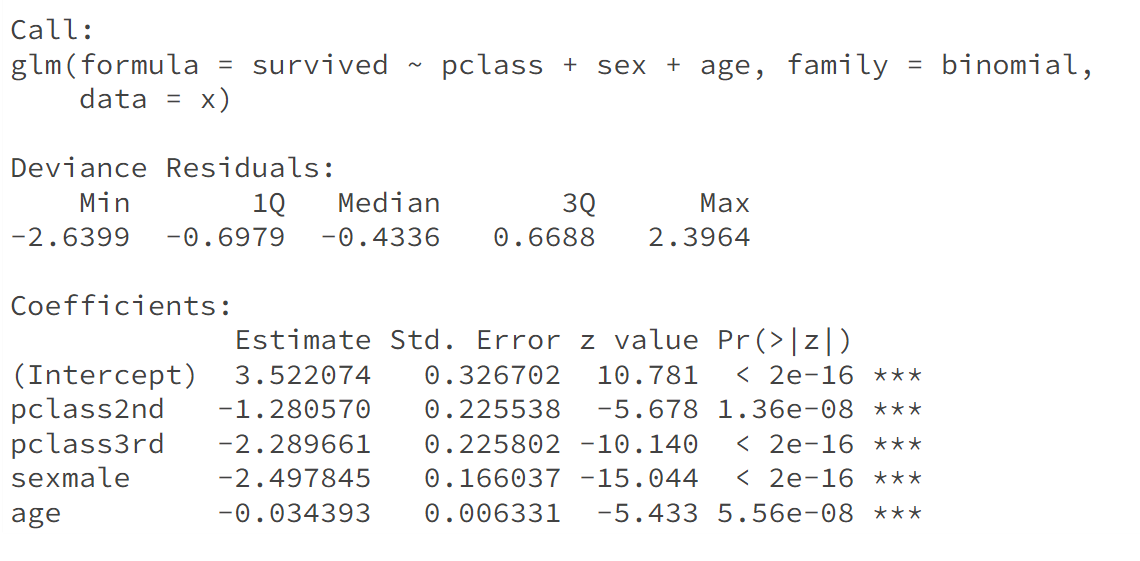 Call:
glm(formula = survived ~ pclass + sex + age, family = binomial,
    data = x)

Deviance Residuals:
    Min       1Q   Median       3Q      Max
-2.6399  -0.6979  -0.4336   0.6688   2.3964

Coefficients:
             Estimate Std. Error z value Pr(>|z|)
(Intercept)  3.522074   0.326702  10.781  < 2e-16 ***
pclass2nd   -1.280570   0.225538  -5.678 1.36e-08 ***
pclass3rd   -2.289661   0.225802 -10.140  < 2e-16 ***
sexmale     -2.497845   0.166037 -15.044  < 2e-16 ***
age         -0.034393   0.006331  -5.433 5.56e-08 ***